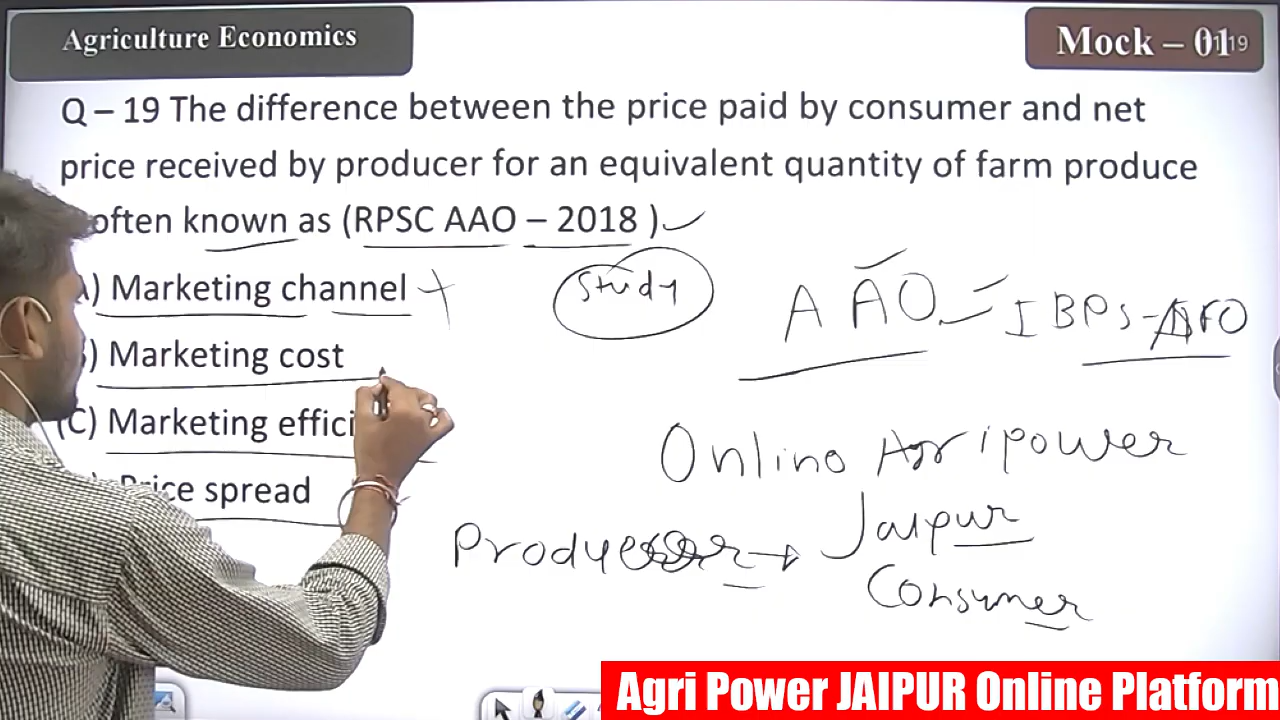 Agriculture Economics
Mock – 01
Q – 19 The difference between the price paid by consumer and net
price received by producer for an equivalent quantity of farm produce
often known as (RPSC AAO – 2018 )
) Marketing channel
Study
A AO
IBPS-AFO
) Marketing cost
(C) Marketing effici
Online Agripower
Price spread
Jaipur
Consumer
Agri Power JAIPUR Online Platform